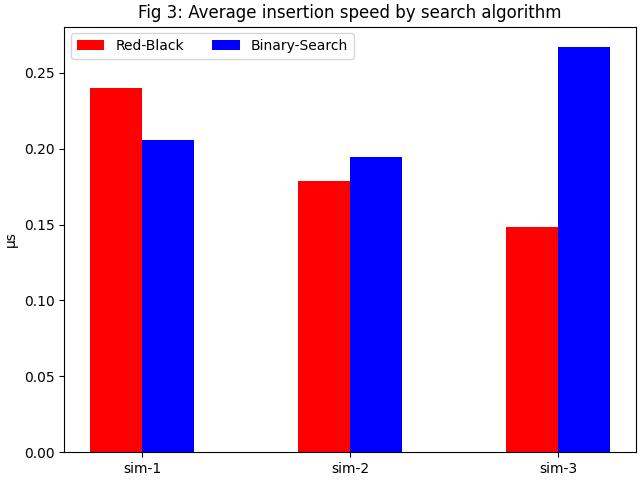 Fig 3: Average insertion speed by search algorithm
Red-Black Binary-Search
0.25
0.20
0.15
0.10
0.05
0.00
µs
sim-1 sim-2 sim-3